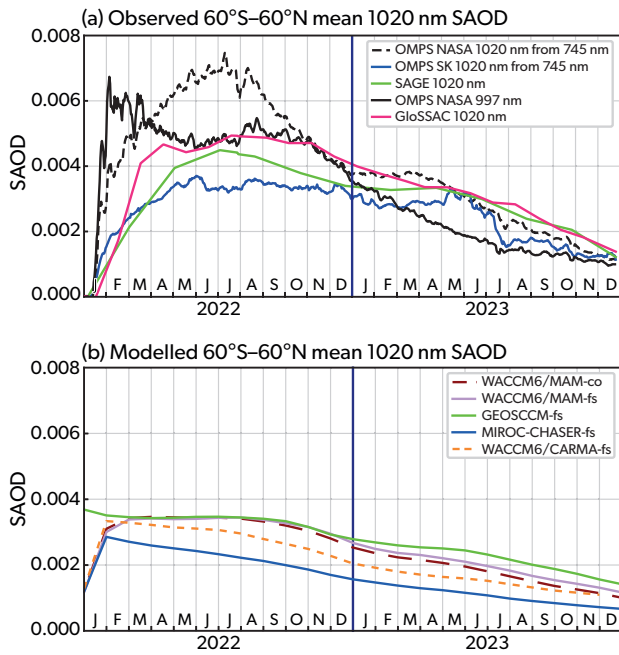 (a) Observed 60°S–60°N mean 1020 nm SAOD
0.008
0.006
0.004
0.002
0.000
SAOD
OMPS NASA 1020 nm from 745 nm
OMPS SK 1020 nm from 745 nm
SAGE 1020 nm
OMPS NASA 997 nm
GloSSAC 1020 nm
J F M A M J J A S O N D J F M A M J J A S O N D
2022 2023
(b) Modelled 60°S–60°N mean 1020 nm SAOD
0.008
0.006
0.004
0.002
0.000
SAOD
WACCM6/MAM-co
WACCM6/MAM-fs
GEOSCCM-fs
MIROC-CHASER-fs
WACCM6/CARMA-fs
J F M A M J J A S O N D J F M A M J J A S O N D
2022 2023